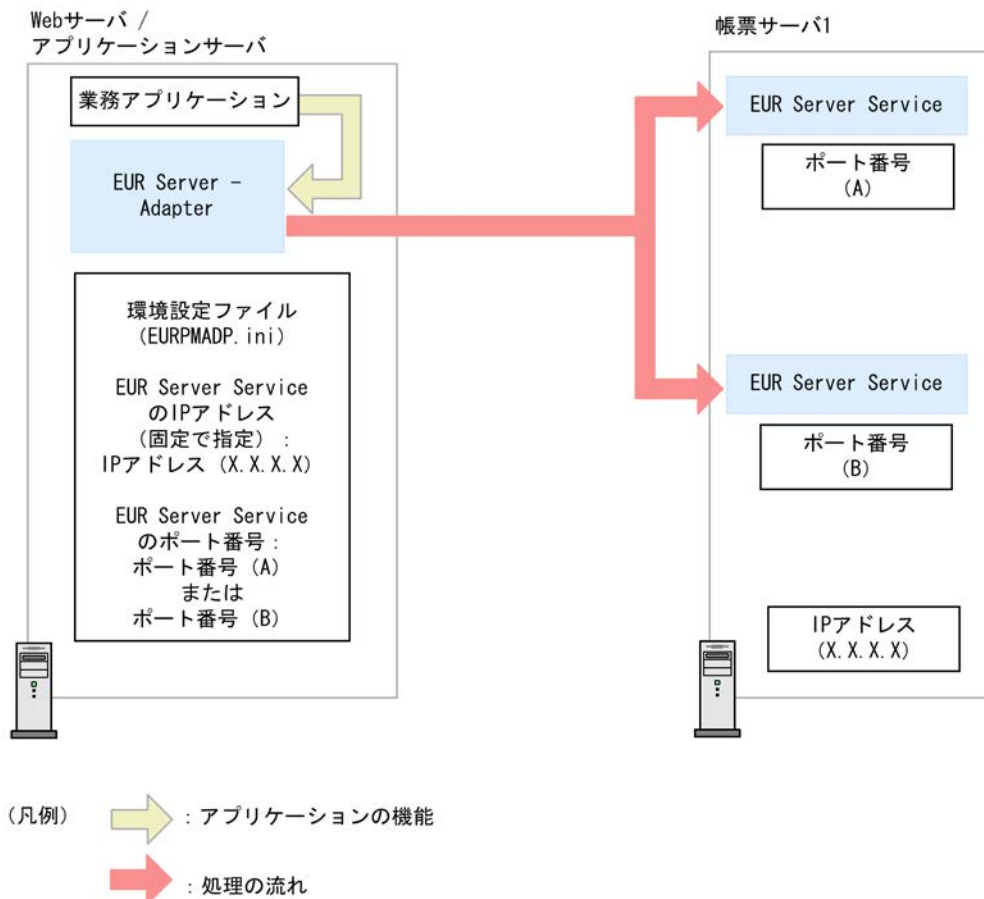 Webサーバ /
アプリケーションサーバ
業務アプリケーション
EUR Server -
Adapter
環境設定ファイル
(EURPMADP.ini)
EUR Server Service
のIPアドレス
(固定で指定) :
IPアドレス (X.X.X.X)
EUR Server Service
のポート番号:
ポート番号 (A)
または
ポート番号 (B)
帳票サーバ1
EUR Server Service
ポート番号
(A)
EUR Server Service
ポート番号
(B)
IPアドレス
(X.X.X.X)
(凡例)
: アプリケーションの機能
: 処理の流れ